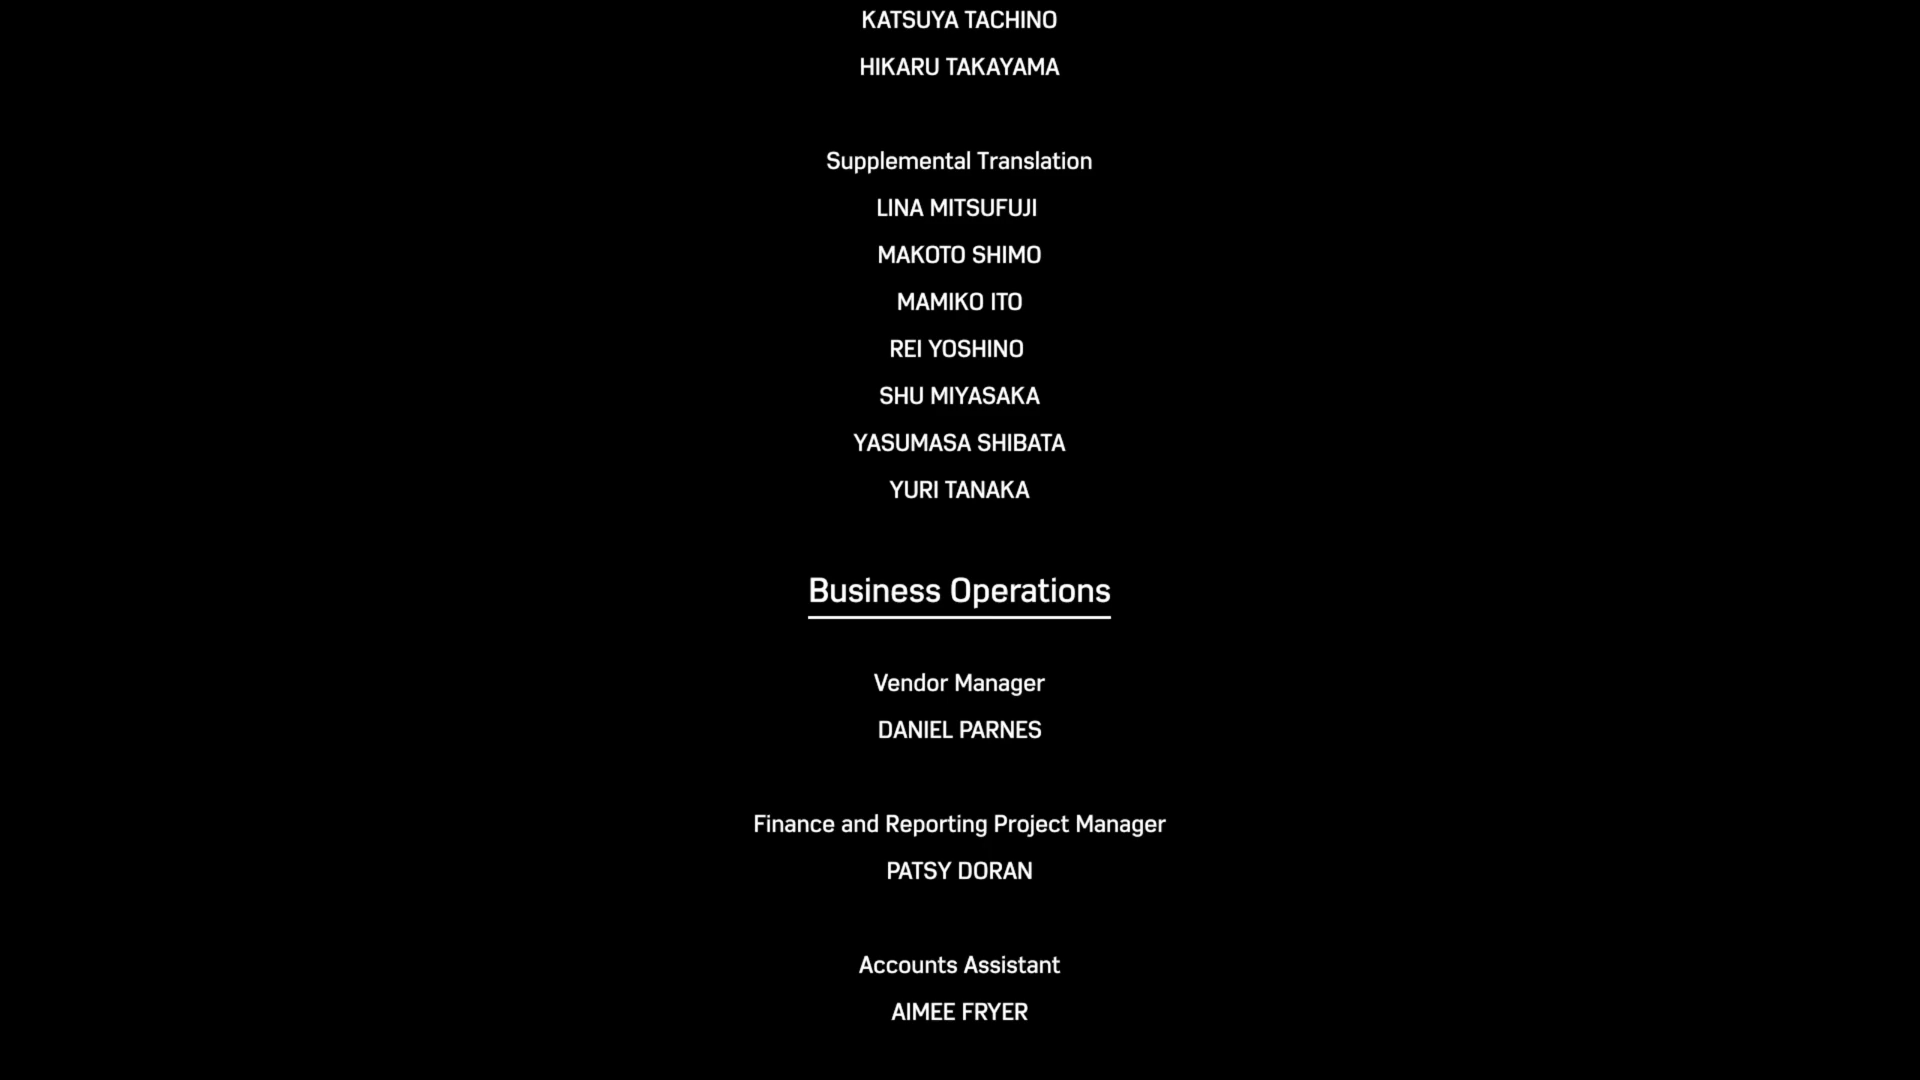 KATSUYA TACHINO
HIKARU TAKAYAMA
Supplemental Translation
LINA MITSUFUJI
MAKOTO SHIMO
MAMIKO ITO
REI YOSHINO
SHU MIYASAKA
YASUMASA SHIBATA
YURI TANAKA
Business Operations
Vendor Manager
DANIEL PARNES
Finance and Reporting Project Manager
PATSY DORAN
Accounts Assistant
AIMEE FRYER